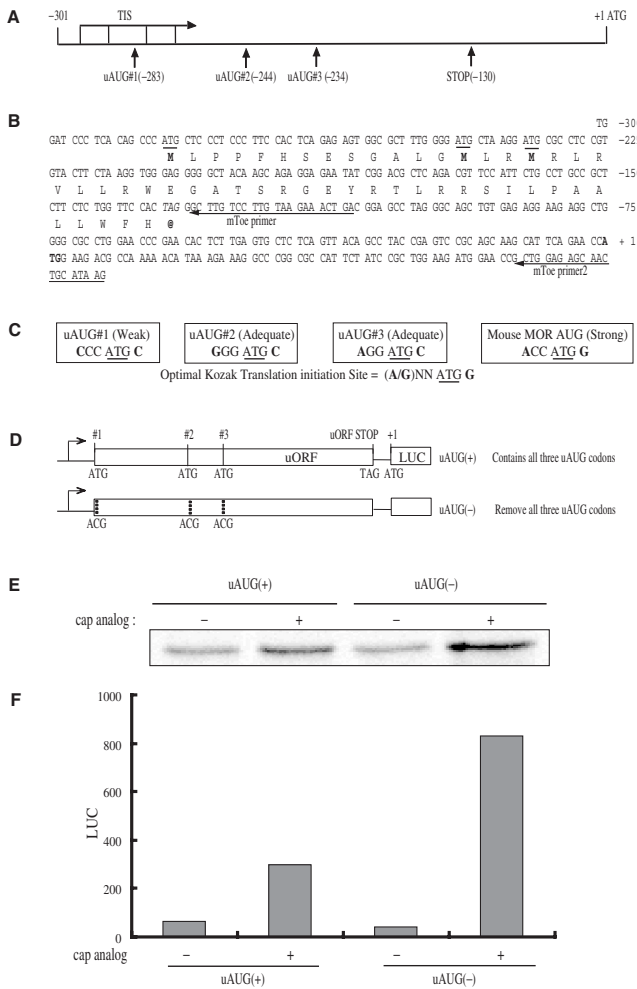 A
−301
TIS
+1 ATG
uAUG#1(−283)
uAUG#2(−244)
uAUG#3(−234)
STOP(−130)
B
TG −30
GAT CCC TCA CAG CCC ATG CTC CCT CCC TTC CAC TCA GAG AGT GGC GCT TTG GGG ATG CTA AGG ATG CGC CTC CGT −22
M L P P F H S E S G A L G M L R M R L R
GTA CTT CTA AGG TGG GAG GGG GCT ACA AGC AGA GGA GAA TAT CGG ACG CTC AGA CGT TCC ATT CTG CCT GCC GCT −15
V L L R W E G A T S R G E Y R T L R R S I L P A A
CTT CTC TGG TTC CAC TAG GGC TTG TCC TTG TAA GAA ACT GAC GGA GCC TAG GGC AGC TGT GAG AGG AAG AGG CTG −75
L L W F H @
mToe primer
GGG CGC CTG GAA CCC GAA CAC TCT TGA GTG CTC TCA GTT ACA GCC TAC CGA GTC CGC AGC AAG CAT TCA GAA CCA + 1
TGG AAG ACG CCA AAA ACA TAA AGA AAG GCC CGG CGC CAT TCT ATC CGC TGG AAG ATG GAA CCG CTG GAG AGC AAC
mToe primer2
TGC ATA AG
C
uAUG#1 (Weak)
CCC ATG C
uAUG#2 (Adequate)
GGG ATG C
uAUG#3 (Adequate)
AGG ATG C
Mouse MOR AUG (Strong)
ACC ATG G
Optimal Kozak Translation initiation Site = (A/G)NN ATG G
D
#1 #2 #3 uORF STOP +1
uORF LUC uAUG(+) Contains all three uAUG codons
ATG ATG ATG TAG ATG
uAUG(−) Remove all three uAUG codons
ACG ACG ACG
E
uAUG(+) uAUG(−)
cap analog : − + − +
F
1000
800
600
400
200
0
LUC
cap analog − + − +
uAUG(+) uAUG(−)